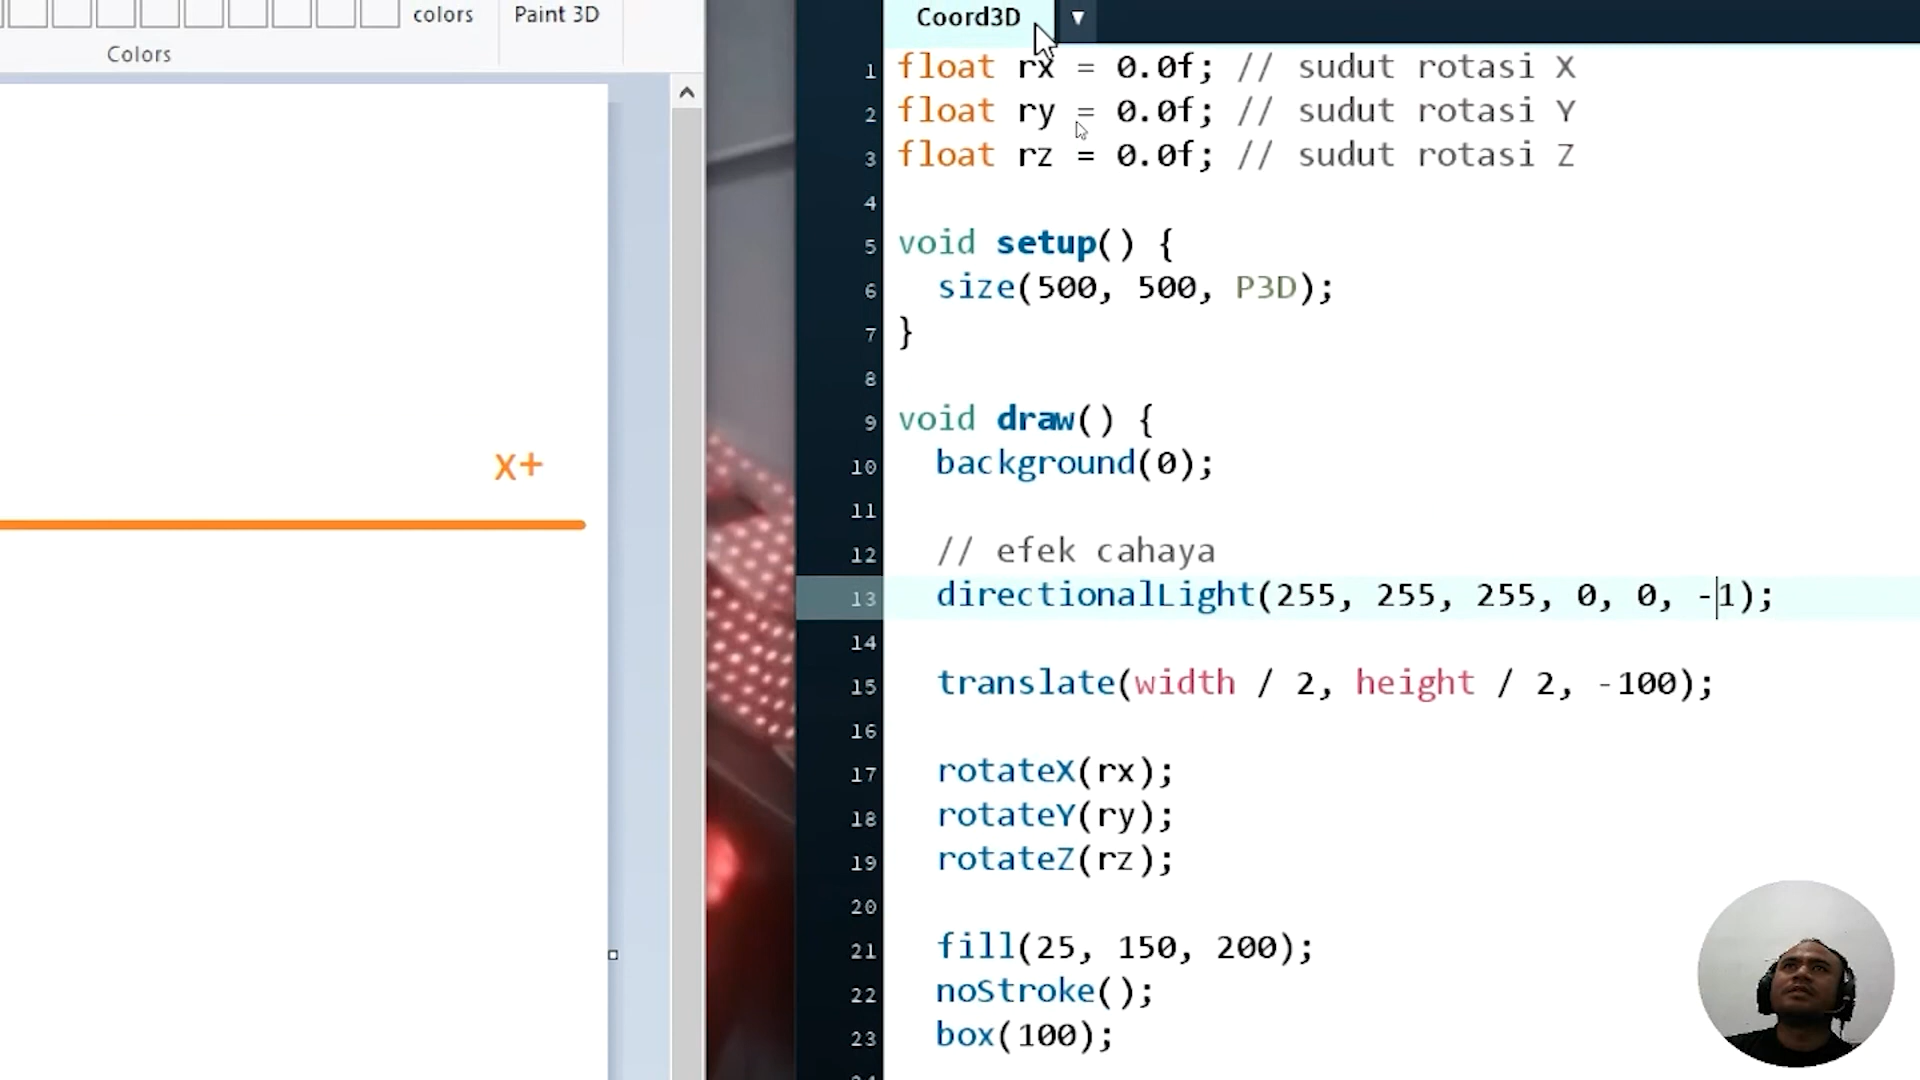 colors
Paint 3D
Colors
x+
Coord3D
1 float rx = 0.0f; // sudut rotasi X
2 float ry = 0.0f; // sudut rotasi Y
3 float rz = 0.0f; // sudut rotasi Z
4
5 void setup() {
6 size(500, 500, P3D);
7 }
8
9 void draw() {
10 background(0);
11
12 // efek cahaya
13 directionalLight(255, 255, 255, 0, 0, -1);
14
15 translate(width / 2, height / 2, -100);
16
17 rotateX(rx);
18 rotateY(ry);
19 rotateZ(rz);
20
21 fill(25, 150, 200);
22 noStroke();
23 box(100);